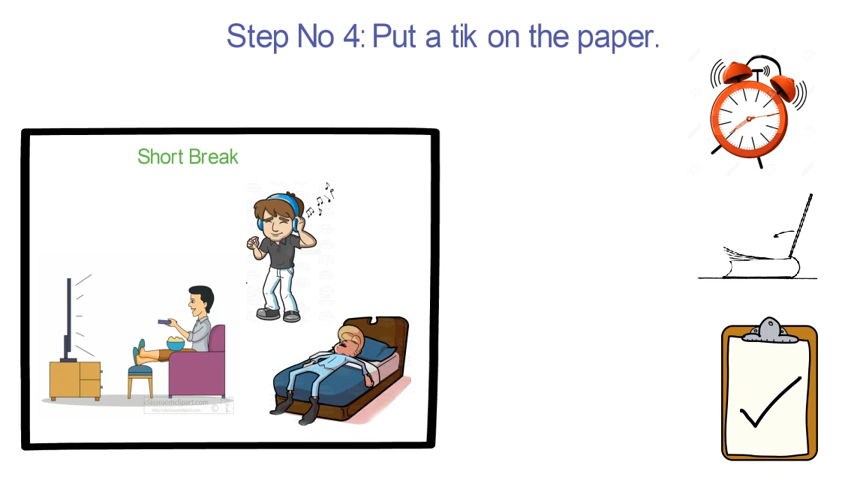 Step No 4: Put a tik on the paper.
Short Break